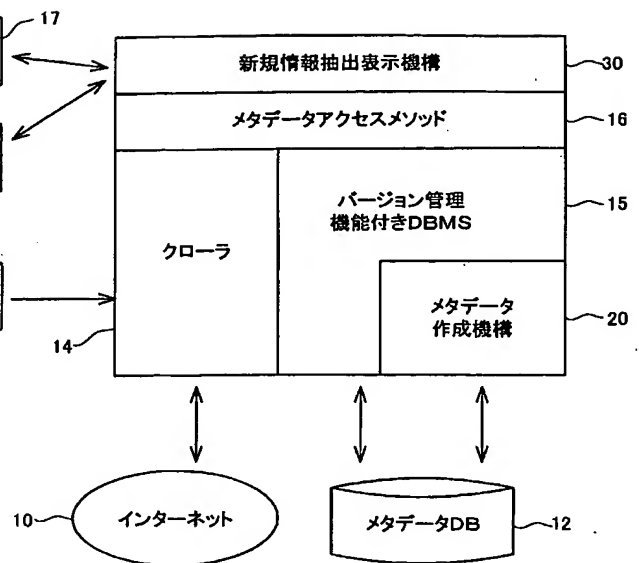 17
新規情報抽出表示機構
30
メタデータアクセスメソッド
16
バージョン管理
機能付きDBMS
15
クローラ
メタデータ
作成機構
20
14
10
インターネット
メタデータDB
12